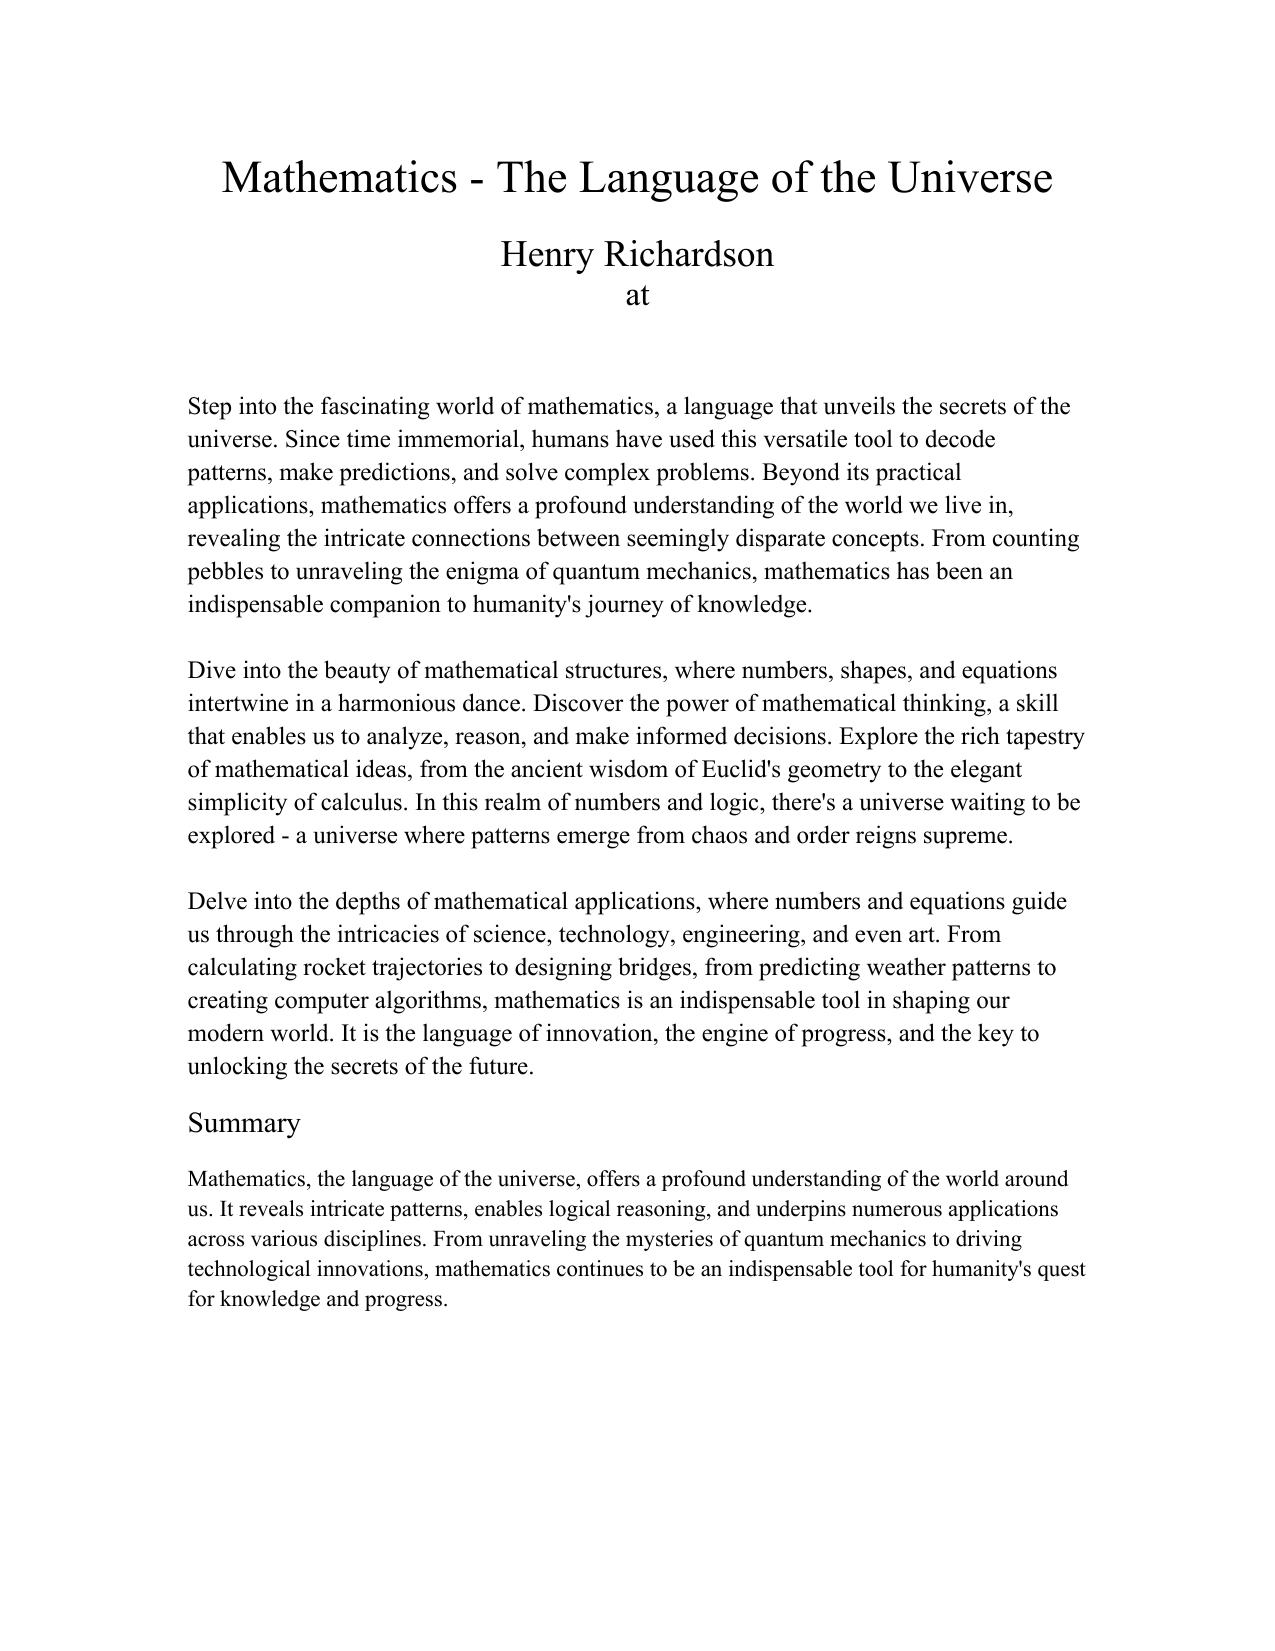 Mathematics - The Language of the Universe
Henry Richardson
at
Step into the fascinating world of mathematics, a language that unveils the secrets of the
universe. Since time immemorial, humans have used this versatile tool to decode
patterns, make predictions, and solve complex problems. Beyond its practical
applications, mathematics offers a profound understanding of the world we live in,
revealing the intricate connections between seemingly disparate concepts. From counting
pebbles to unraveling the enigma of quantum mechanics, mathematics has been an
indispensable companion to humanity's journey of knowledge.
Dive into the beauty of mathematical structures, where numbers, shapes, and equations
intertwine in a harmonious dance. Discover the power of mathematical thinking, a skill
that enables us to analyze, reason, and make informed decisions. Explore the rich tapestry
of mathematical ideas, from the ancient wisdom of Euclid's geometry to the elegant
simplicity of calculus. In this realm of numbers and logic, there's a universe waiting to be
explored - a universe where patterns emerge from chaos and order reigns supreme.
Delve into the depths of mathematical applications, where numbers and equations guide
us through the intricacies of science, technology, engineering, and even art. From
calculating rocket trajectories to designing bridges, from predicting weather patterns to
creating computer algorithms, mathematics is an indispensable tool in shaping our
modern world. It is the language of innovation, the engine of progress, and the key to
unlocking the secrets of the future.
Summary
Mathematics, the language of the universe, offers a profound understanding of the world around
us. It reveals intricate patterns, enables logical reasoning, and underpins numerous applications
across various disciplines. From unraveling the mysteries of quantum mechanics to driving
technological innovations, mathematics continues to be an indispensable tool for humanity's quest
for knowledge and progress.